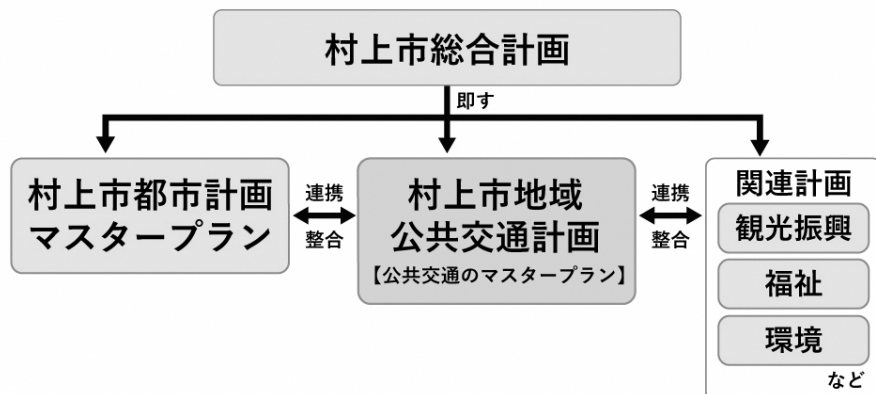 村上市総合計画
即す
村上市都市計画
マスタープラン
連携
整合
村上市地域
公共交通計画
【公共交通のマスタープラン】
連携
整合
関連計画
観光振興
福祉
環境
など